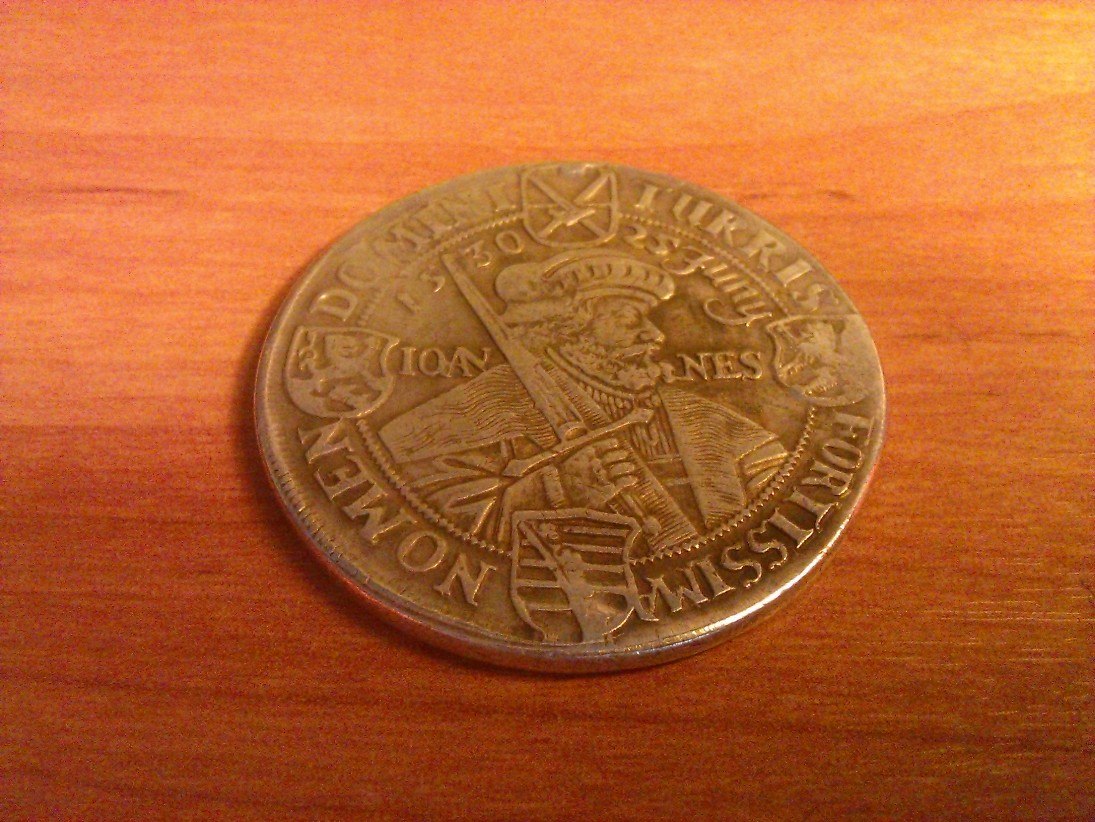 NOMEN DOMINI TURRIS FORTISSIMA
1530 25 Juny
IOAN NES